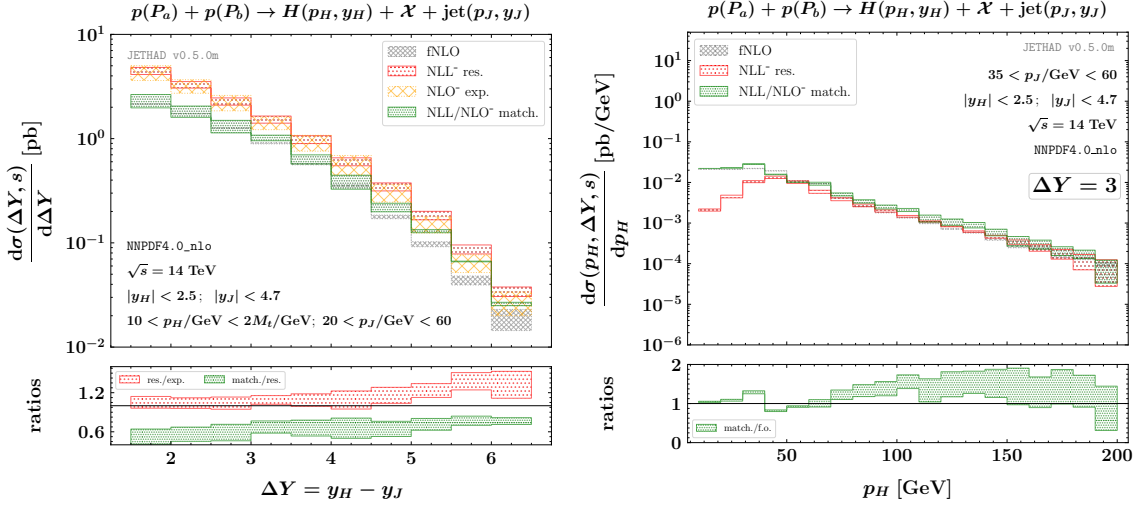 p(P_a) + p(P_b) → H(p_H, y_H) + 𝒳 + jet(p_J, y_J)
10^1
10^0
10^{-1}
10^{-2}
dσ(ΔY, s)/dΔY [pb]
JETHAD v0.5.0m
fNLO
NLL^- res.
NLO^- exp.
NLL/NLO^- match.
NNPDF4.0_nlo
√s = 14 TeV
|y_H| < 2.5 ; |y_J| < 4.7
10 < p_H/GeV < 2M_t/GeV; 20 < p_J/GeV < 60
ratios
1.2
0.6
res./exp.
match./res.
2 3 4 5 6
ΔY = y_H − y_J
p(P_a) + p(P_b) → H(p_H, y_H) + 𝒳 + jet(p_J, y_J)
10^2
10^1
10^0
10^{-1}
10^{-2}
10^{-3}
10^{-4}
10^{-5}
10^{-6}
dσ(p_H, ΔY, s)/dp_H [pb/GeV]
fNLO
NLL^- res.
NLL/NLO^- match.
JETHAD v0.5.0m
35 < p_J/GeV < 60
|y_H| < 2.5 ; |y_J| < 4.7
√s = 14 TeV
NNPDF4.0_nlo
ΔY = 3
ratios
2
1
0
match./f.o.
50 100 150 200
p_H [GeV]